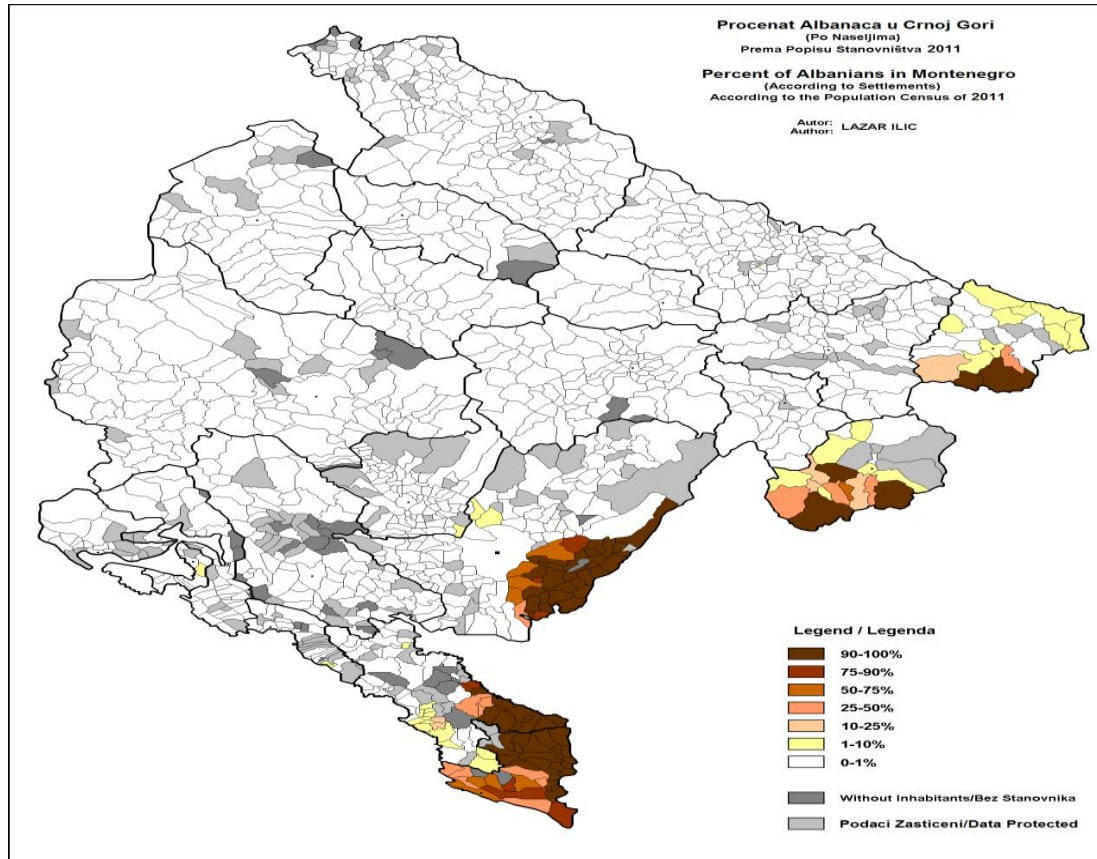 Procenat Albanaca u Crnoj Gori
(Po Naseljima)
Prema Popisu Stanovništva 2011
Percent of Albanians in Montenegro
(According to Settlements)
According to the Population Census of 2011
Autor:
Author: LAZAR ILIC
Legend / Legenda
90-100%
75-90%
50-75%
25-50%
10-25%
1-10%
0-1%
Without Inhabitants/Bez Stanovnika
Podaci Zasticeni/Data Protected